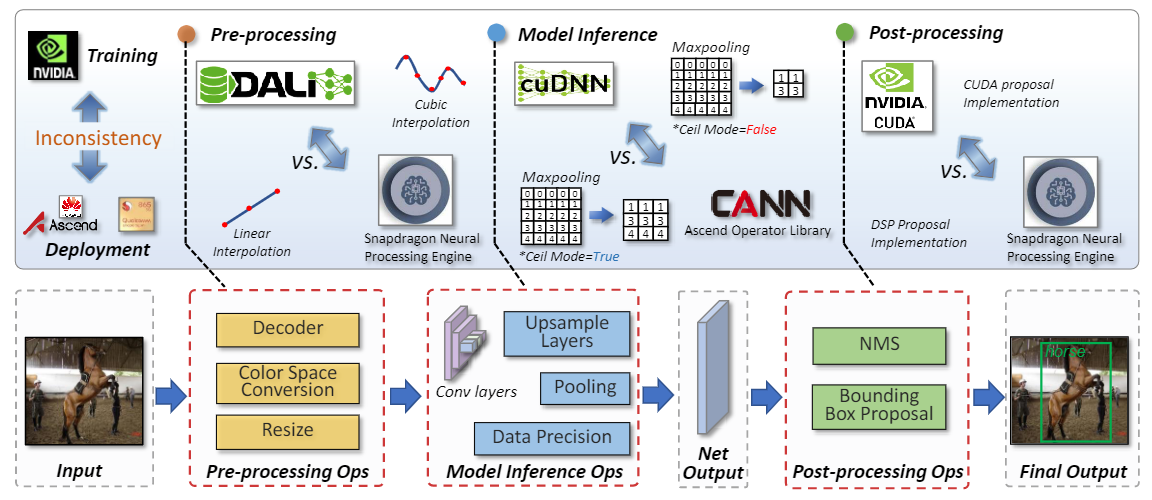 Training
Inconsistency
Ascend
Deployment
NVIDIA
865
Qualcomm
Pre-processing
DALI
Cubic
Interpolation
vs.
Linear
Interpolation
Snapdragon Neural
Processing Engine
Model Inference
cuDNN
Maxpooling
0 0 0 0 0
1 1 1 1 1
2 2 2 2 2
3 3 3 3 3
4 4 4 4 4
1 1
3 3
*Ceil Mode=False
vs.
Maxpooling
0 0 0 0 0
1 1 1 1 1
2 2 2 2 2
3 3 3 3 3
4 4 4 4 4
1 1 1
3 3 3
4 4 4
*Ceil Mode=True
CANN
Ascend Operator Library
Post-processing
NVIDIA.
CUDA
CUDA proposal
Implementation
vs.
DSP Proposal
Implementation
Snapdragon Neural
Processing Engine
Input
Decoder
Color Space
Conversion
Resize
Pre-processing Ops
Conv layers
Upsample
Layers
Pooling
Data Precision
Model Inference Ops
Net
Output
NMS
Bounding
Box Proposal
Post-processing Ops
horse
Final Output